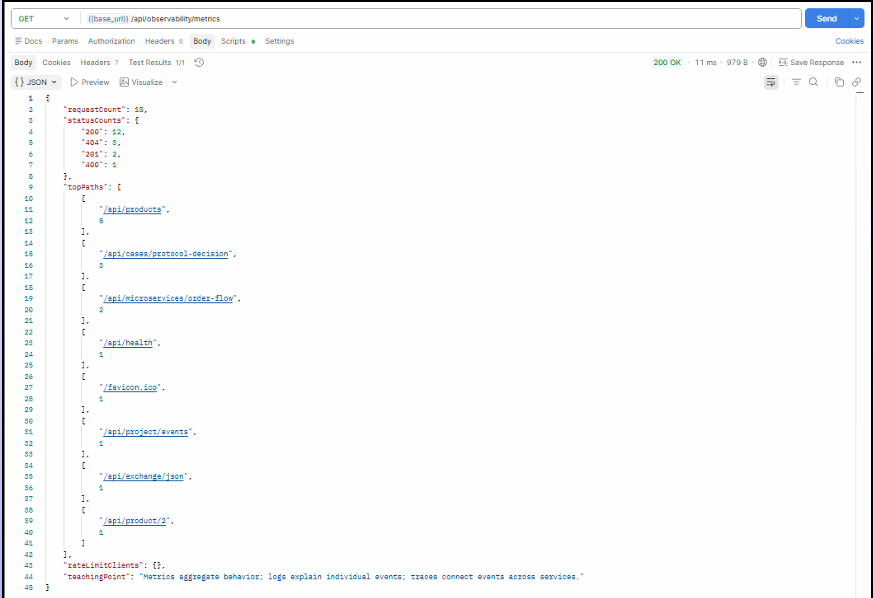 GET {{base_url}} /api/observability/metrics Send
Docs Params Authorization Headers 6 Body Scripts Settings Cookies
Body Cookies Headers 7 Test Results 1/1 200 OK · 11 ms · 979 B · Save Response
{} JSON Preview Visualize
1 {
2 "requestCount": 18,
3 "statusCounts": {
4 "200": 12,
5 "404": 3,
6 "201": 2,
7 "400": 1
8 },
9 "topPaths": [
10 [
11 "/api/products",
12 5
13 ],
14 [
15 "/api/cases/protocol-decision",
16 3
17 ],
18 [
19 "/api/microservices/order-flow",
20 2
21 ],
22 [
23 "/api/health",
24 1
25 ],
26 [
27 "/favicon.ico",
28 1
29 ],
30 [
31 "/api/project/events",
32 1
33 ],
34 [
35 "/api/exchange/json",
36 1
37 ],
38 [
39 "/api/product/2",
40 1
41 ]
42 ],
43 "rateLimitClients": {},
44 "teachingPoint": "Metrics aggregate behavior; logs explain individual events; traces connect events across services."
45 }